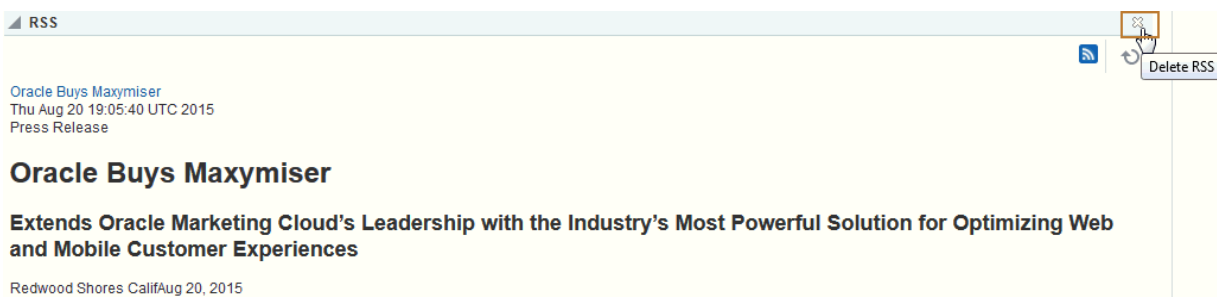 RSS
Delete RSS
Oracle Buys Maxymiser
Thu Aug 20 19:05:40 UTC 2015
Press Release
Oracle Buys Maxymiser
Extends Oracle Marketing Cloud’s Leadership with the Industry’s Most Powerful Solution for Optimizing Web
and Mobile Customer Experiences
Redwood Shores CalifAug 20, 2015